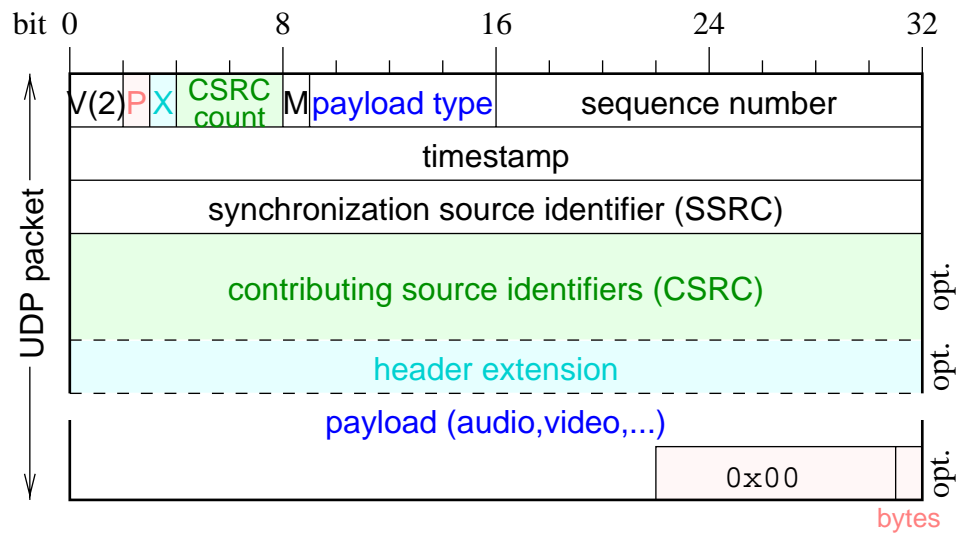 bit 0 8 16 24 32
V(2) P X CSRC count M payload type sequence number
timestamp
synchronization source identifier (SSRC)
contributing source identifiers (CSRC) opt.
header extension opt.
payload (audio,video,...)
0x00 opt.
bytes
UDP packet